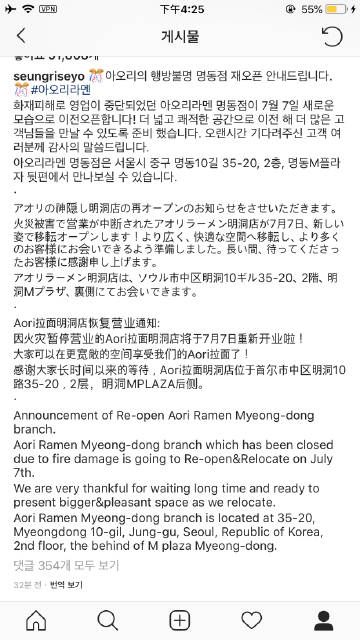 VPN 下午4:25 55%
게시물
seungriseyo 🎊아오리의 행방불명 명동점 재오픈 안내드립니다.
🎊#아오리라멘
화재피해로 영업이 중단되었던 아오리라멘 명동점이 7월 7일 새로운
모습으로 이전오픈합니다! 더 넓고 쾌적한 공간으로 이전 해 더 많은 고
객님들을 만날 수 있도록 준비 했습니다. 오랜시간 기다려주신 고객 여
러분께 감사의 말씀드립니다.
아오리라멘 명동점은 서울시 중구 명동10길 35-20, 2층, 명동M플라
자 뒷편에서 만나보실 수 있습니다.
.
アオリの神隠し明洞店の再オープンのお知らせをさせいただきます。
火災被害で営業が中断されたアオリラーメン明洞店が7月7日、新しい
姿で移転オープンします！より広く、快適な空間へ移転し、より多く
のお客様にお会いできるよう準備しました。長い間、待ってくださっ
たお客様に感謝申し上げます。
アオリラーメン明洞店は、ソウル市中区明洞10ギル35-20、2階、明
洞Mプラザ、裏側にてお会いできます。
.
Aori拉面明洞店恢复营业通知:
因火灾暂停营业的Aori拉面明洞店将于7月7日重新开业啦！
大家可以在更宽敞的空间享受我们的Aori拉面了！
感谢大家长时间以来的等待，Aori拉面明洞店位于首尔市中区明洞10
路35-20，2层，明洞MPLAZA后侧。
.
Announcement of Re-open Aori Ramen Myeong-dong
branch.
Aori Ramen Myeong-dong branch which has been closed
due to fire damage is going to Re-open&Relocate on July
7th.
We are very thankful for waiting long time and ready to
present bigger&pleasant space as we relocate.
Aori Ramen Myeong-dong branch is located at 35-20,
Myeongdong 10-gil, Jung-gu, Seoul, Republic of Korea,
2nd floor, the behind of M plaza Myeong-dong.
댓글 354개 모두 보기
32분 전 · 번역 보기